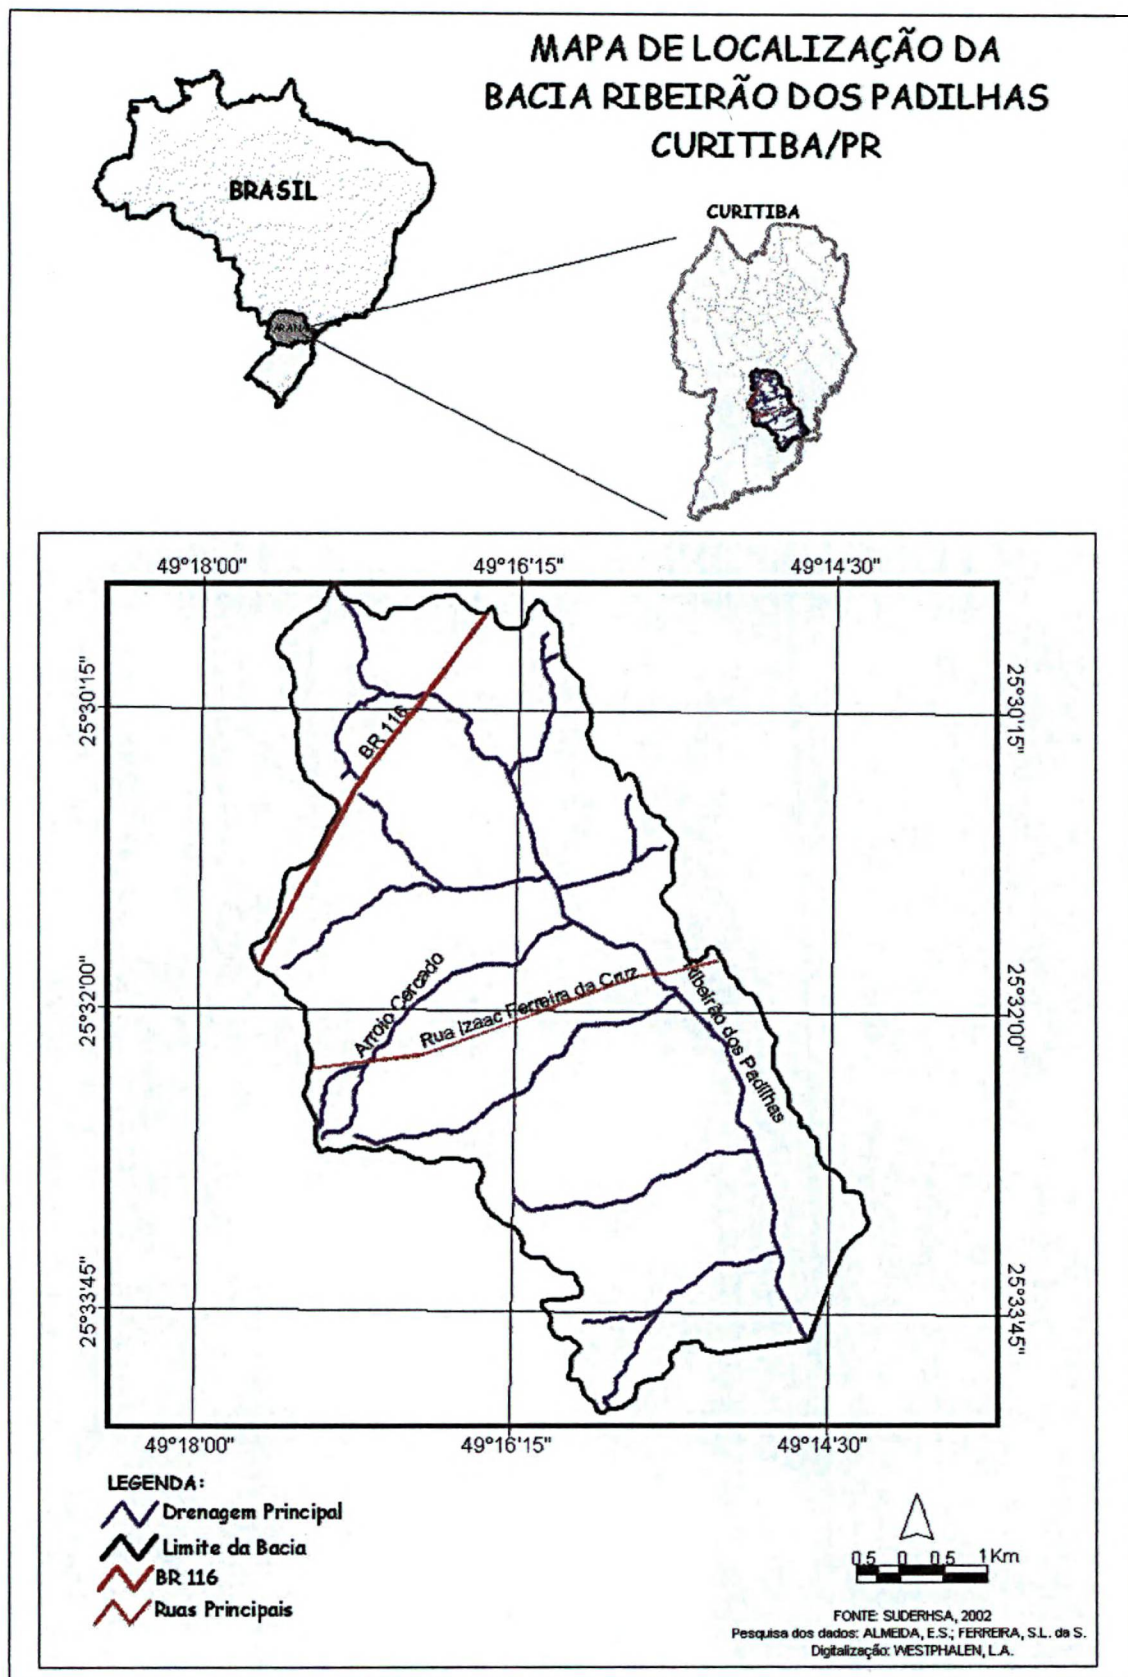 MAPA DE LOCALIZAÇÃO DA
BACIA RIBEIRÃO DOS PADILHAS
CURITIBA/PR
BRASIL
CURITIBA
49°18'00" 49°16'15" 49°14'30"
25°30'15"
25°30'15"
BR 116
25°32'00"
25°32'00"
Arroio Cercado
Rua Izaac Ferreira da Cruz
Ribeirão dos Padilhas
25°33'45"
25°33'45"
49°18'00" 49°16'15" 49°14'30"
LEGENDA:
Drenagem Principal
Limite da Bacia
BR 116
Ruas Principais
0.5 0 0.5 1 Km
FONTE: SUDERHSA, 2002
Pesquisa dos dados: ALMEIDA, E.S.; FERREIRA, S.L. da S.
Digitalização: WESTPHALEN, L.A.